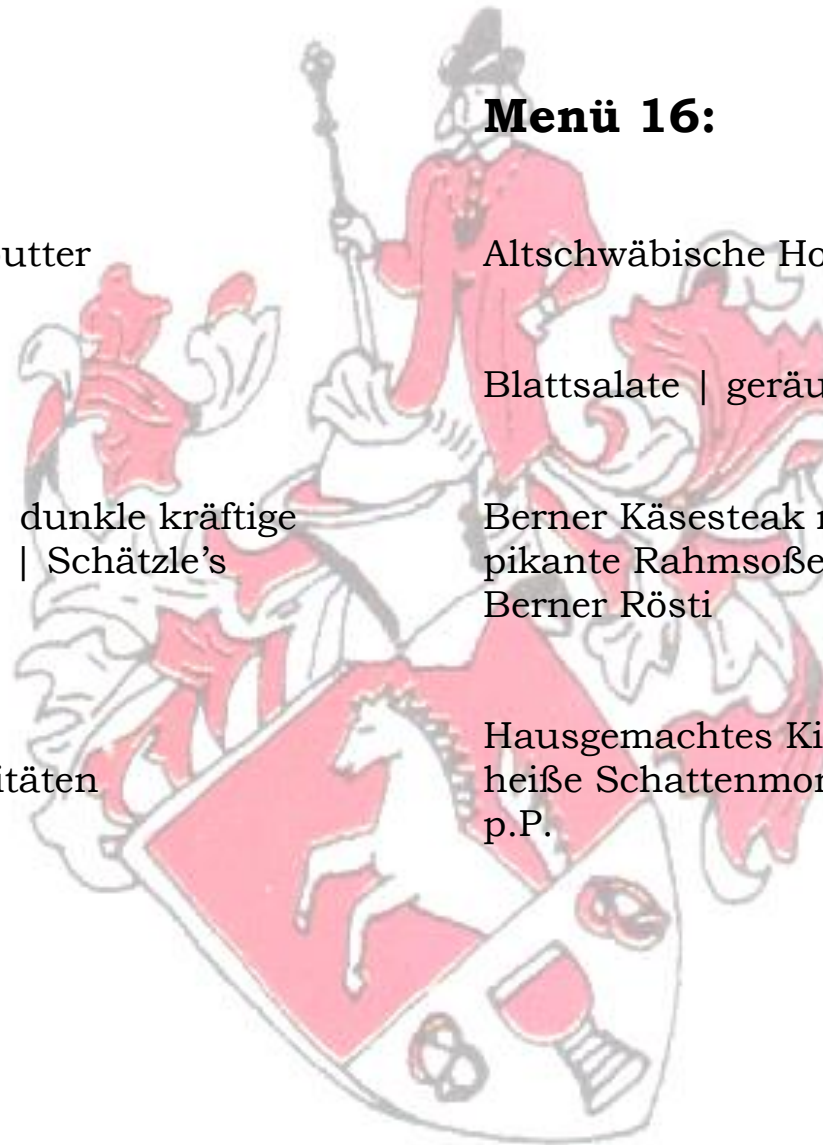 utter
dunkle kräftige
| Schätzle's
itäten
Menü 16:
Altschwäbische Ho
Blattsalate | geräu
Berner Käsesteak
pikante Rahmsoße
Berner Rösti
Hausgemachtes Ki
heiße Schattenmor
p.P.